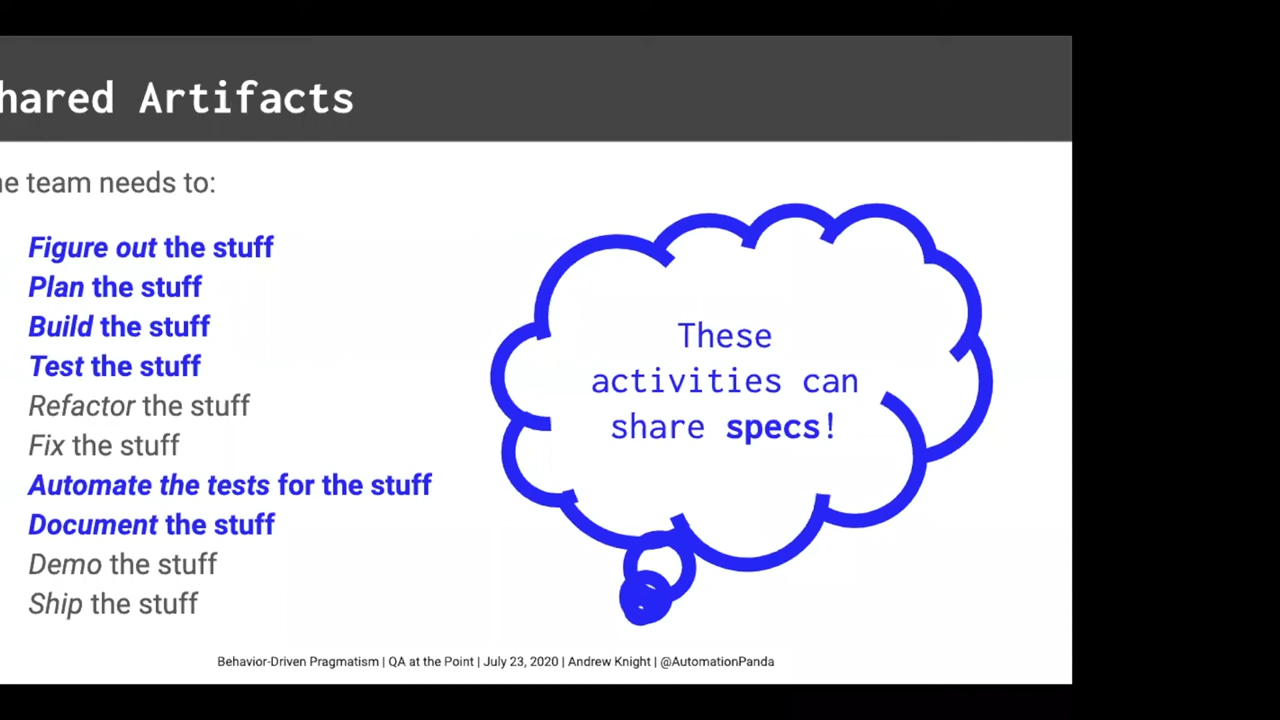 hared Artifacts
e team needs to:
Figure out the stuff
Plan the stuff
Build the stuff
Test the stuff
Refactor the stuff
Fix the stuff
Automate the tests for the stuff
Document the stuff
Demo the stuff
Ship the stuff
These
activities can
share specs!
Behavior-Driven Pragmatism | QA at the Point | July 23, 2020 | Andrew Knight | @AutomationPanda